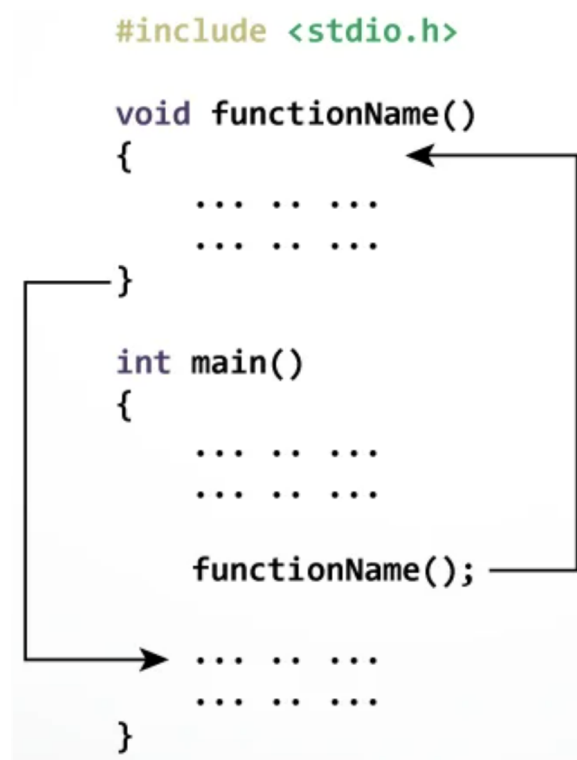 #include <stdio.h>
void functionName()
{
... .. ...
... .. ...
}
int main()
{
... .. ...
... .. ...
functionName();
... .. ...
... .. ...
}